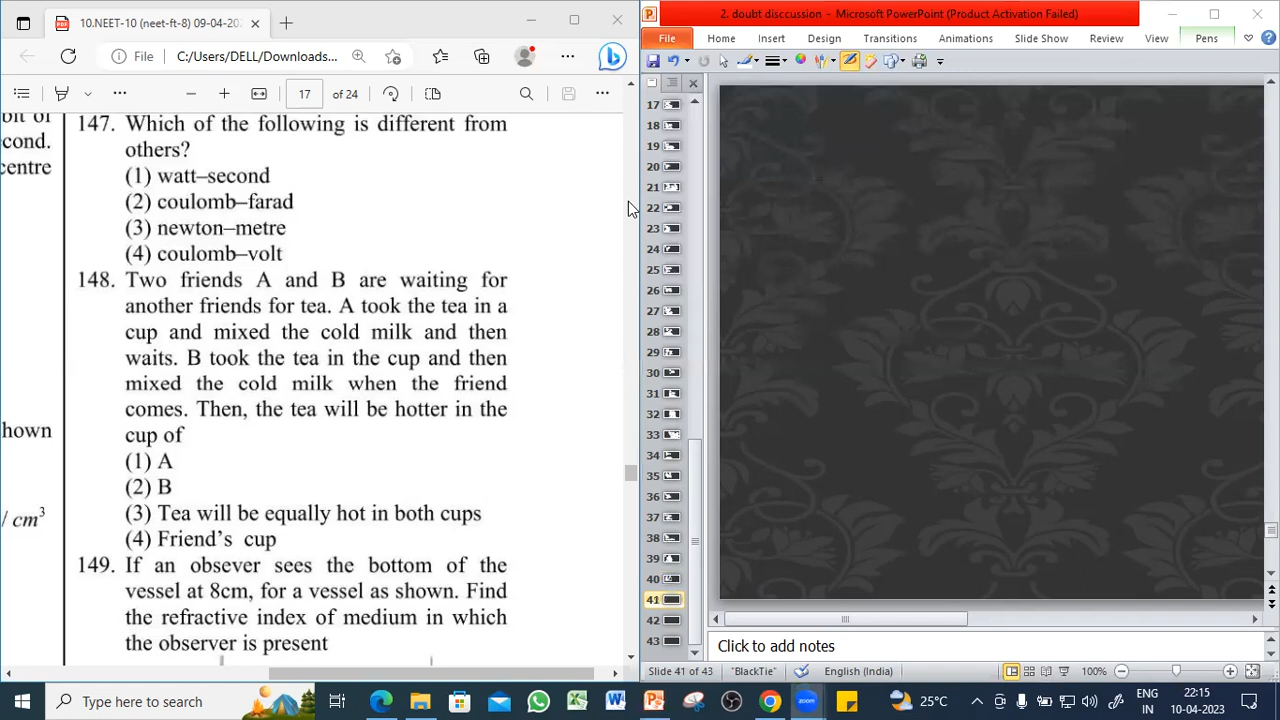 10.NEET-10 (neet-ft-8) 09-04-202
File
C:/Users/DELL/Downloads...
17
of 24
bit of
cond.
centre
hown
/ cm³
147. Which of the following is different from
others?
(1) watt–second
(2) coulomb–farad
(3) newton–metre
(4) coulomb–volt
148. Two friends A and B are waiting for
another friends for tea. A took the tea in a
cup and mixed the cold milk and then
waits. B took the tea in the cup and then
mixed the cold milk when the friend
comes. Then, the tea will be hotter in the
cup of
(1) A
(2) B
(3) Tea will be equally hot in both cups
(4) Friend's cup
149. If an obsever sees the bottom of the
vessel at 8cm, for a vessel as shown. Find
the refractive index of medium in which
the observer is present
2. doubt disccussion - Microsoft PowerPoint (Product Activation Failed)
Pens
File Home Insert Design Transitions Animations Slide Show Review View Pens
17
18
19
20
21
22
23
24
25
26
27
28
29
30
31
32
33
34
35
36
37
38
39
40
41
42
43
Click to add notes
Slide 41 of 43
"BlackTie"
English (India)
100%
Type here to search
zoom
25°C
ENG
IN
22:15
10-04-2023